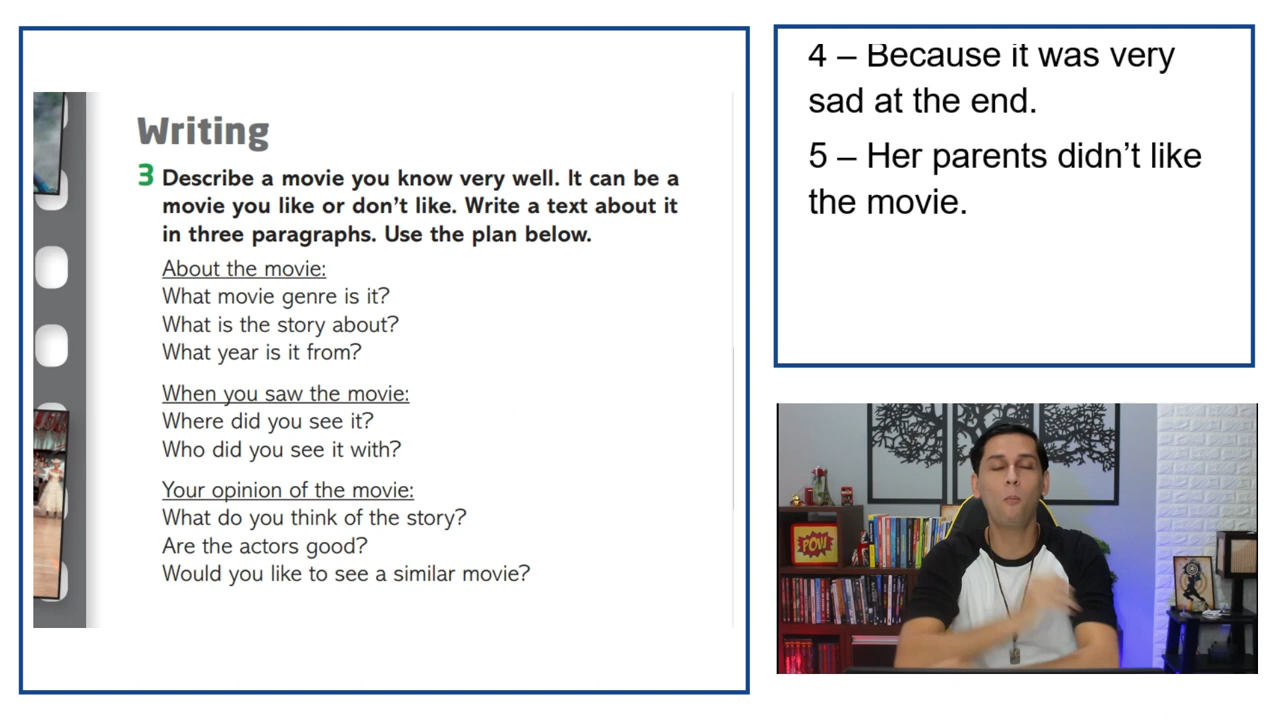 Writing
3 Describe a movie you know very well. It can be a
movie you like or don’t like. Write a text about it
in three paragraphs. Use the plan below.
About the movie:
What movie genre is it?
What is the story about?
What year is it from?
When you saw the movie:
Where did you see it?
Who did you see it with?
Your opinion of the movie:
What do you think of the story?
Are the actors good?
Would you like to see a similar movie?
4 – Because it was very
sad at the end.
5 – Her parents didn’t like
the movie.
POW!